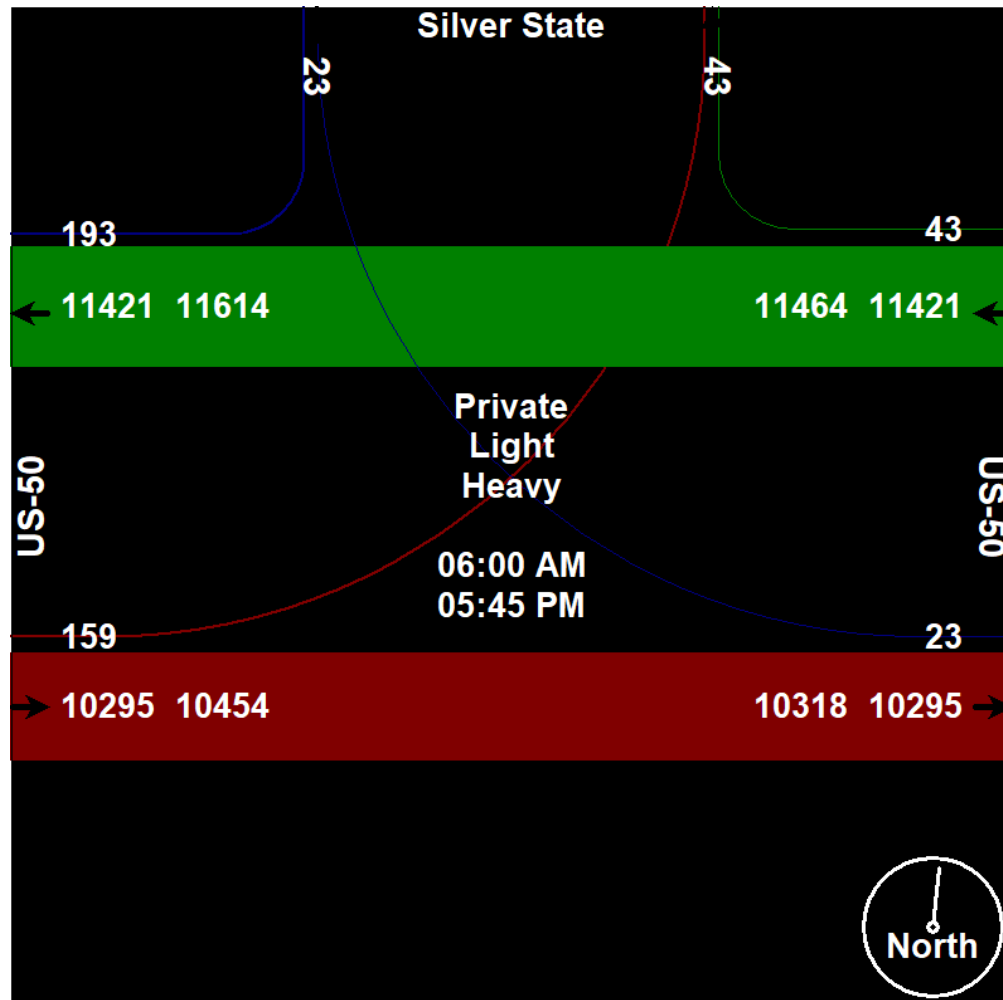 Silver State
23
43
193
43
11421 11614
11464 11421
Private
Light
Heavy
US-50
US-50
06:00 AM
05:45 PM
159
23
10295 10454
10318 10295
North